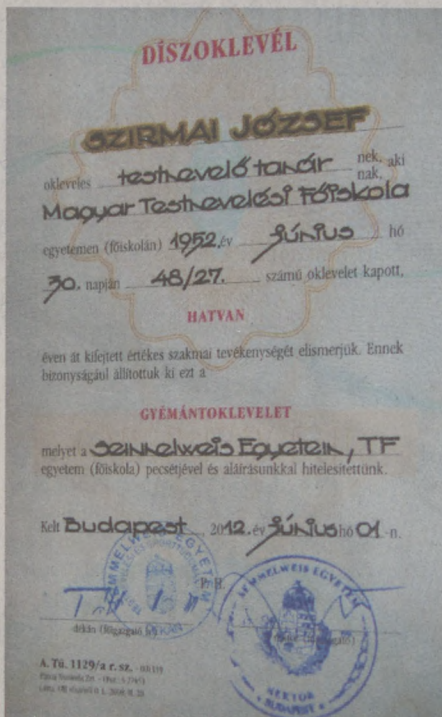 DÍSZOKLEVÉL
SZIRMAI JÓZSEF
okleveles testnevelő tanár nek, aki
nak,
Magyar Testnevelési Főiskola
egyetemen (főiskolán) 1952.év Június hó
30. napján 48/27. számú oklevelet kapott,
HATVAN
éven át kifejtett értékes szakmai tevékenységét elismerjük. Ennek
bizonyságául állítottuk ki ezt a
GYÉMÁNTOKLEVELET
melyet a Semmelweis Egyetem, TF
egyetem (főiskola) pecsétjével és aláírásunkkal hitelesítettünk.
Kelt Budapest 2012.év Június hó 01.-n.
P. H.
dékán (főigazgató h.)
SEMMELWEIS EGYETEM
REKTOR
BUDAPEST
A. Tü. 1129/a r. sz.